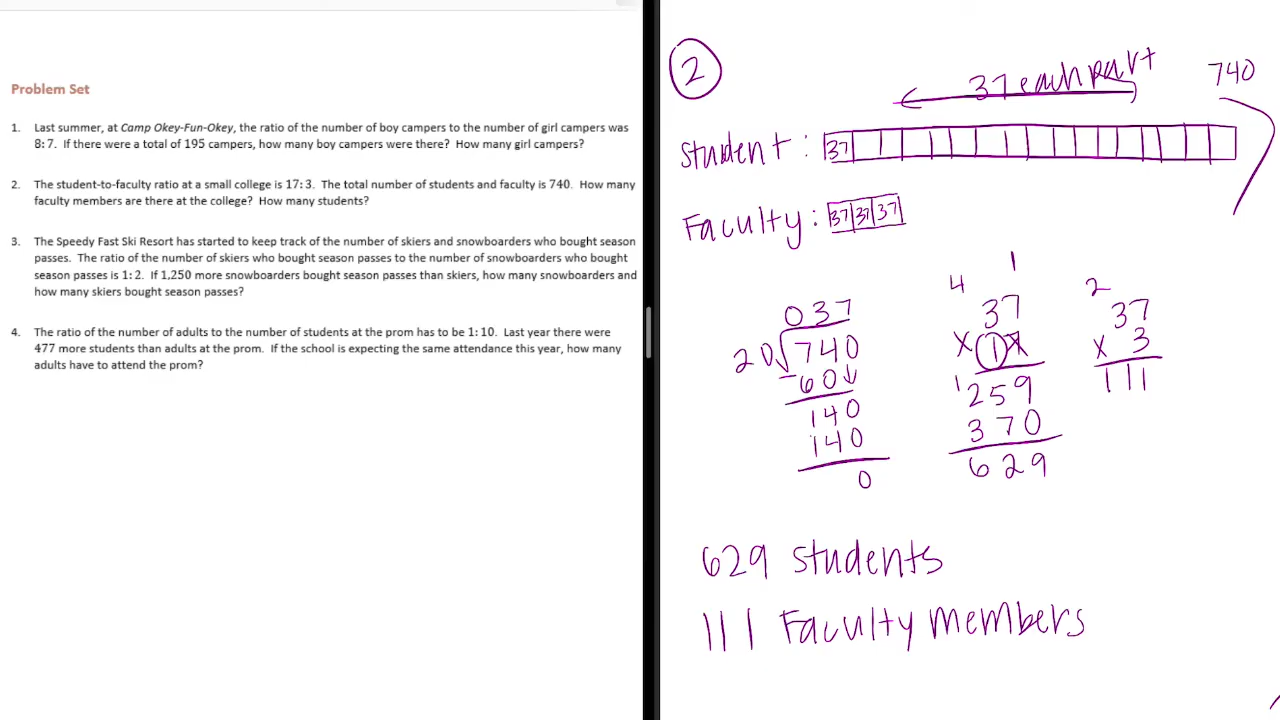 Problem Set
1. Last summer, at Camp Okey-Fun-Okey, the ratio of the number of boy campers to the number of girl campers was
8:7. If there were a total of 195 campers, how many boy campers were there? How many girl campers?
2. The student-to-faculty ratio at a small college is 17:3. The total number of students and faculty is 740. How many
faculty members are there at the college? How many students?
3. The Speedy Fast Ski Resort has started to keep track of the number of skiers and snowboarders who bought season
passes. The ratio of the number of skiers who bought season passes to the number of snowboarders who bought
season passes is 1:2. If 1,250 more snowboarders bought season passes than skiers, how many snowboarders and
how many skiers bought season passes?
4. The ratio of the number of adults to the number of students at the prom has to be 1:10. Last year there were
477 more students than adults at the prom. If the school is expecting the same attendance this year, how many
adults have to attend the prom?
2
37 each part
740
Student: 37
Faculty: 37 37 37
037
20 740
- 60
140
140
0
4 1
37
x 17
1
259
370
629
2
37
x 3
111
629 students
111 Faculty members